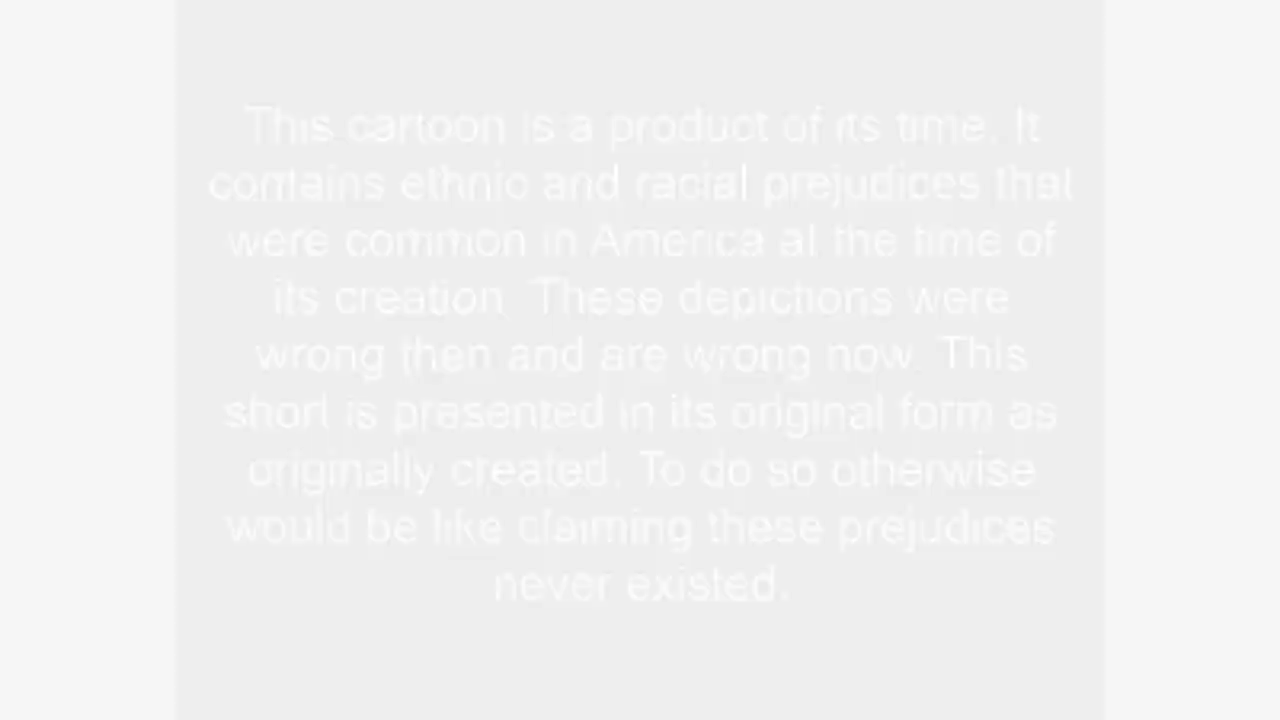 This cartoon is a product of its time. It
contains ethnic and racial prejudices that
were common in America at the time of
its creation. These depictions were
wrong then and are wrong now. This
short is presented in its original form as
originally created. To do so otherwise
would be like claiming these prejudices
never existed.